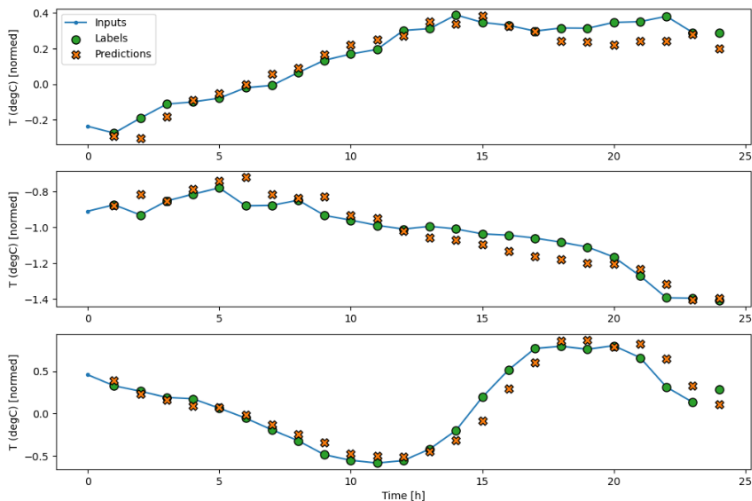 Inputs
Labels
Predictions
T (degC) [normed]
0.4
0.2
0.0
−0.2
0 5 10 15 20 25
T (degC) [normed]
−0.8
−1.0
−1.2
−1.4
0 5 10 15 20 25
T (degC) [normed]
0.5
0.0
−0.5
0 5 10 15 20 25
Time [h]